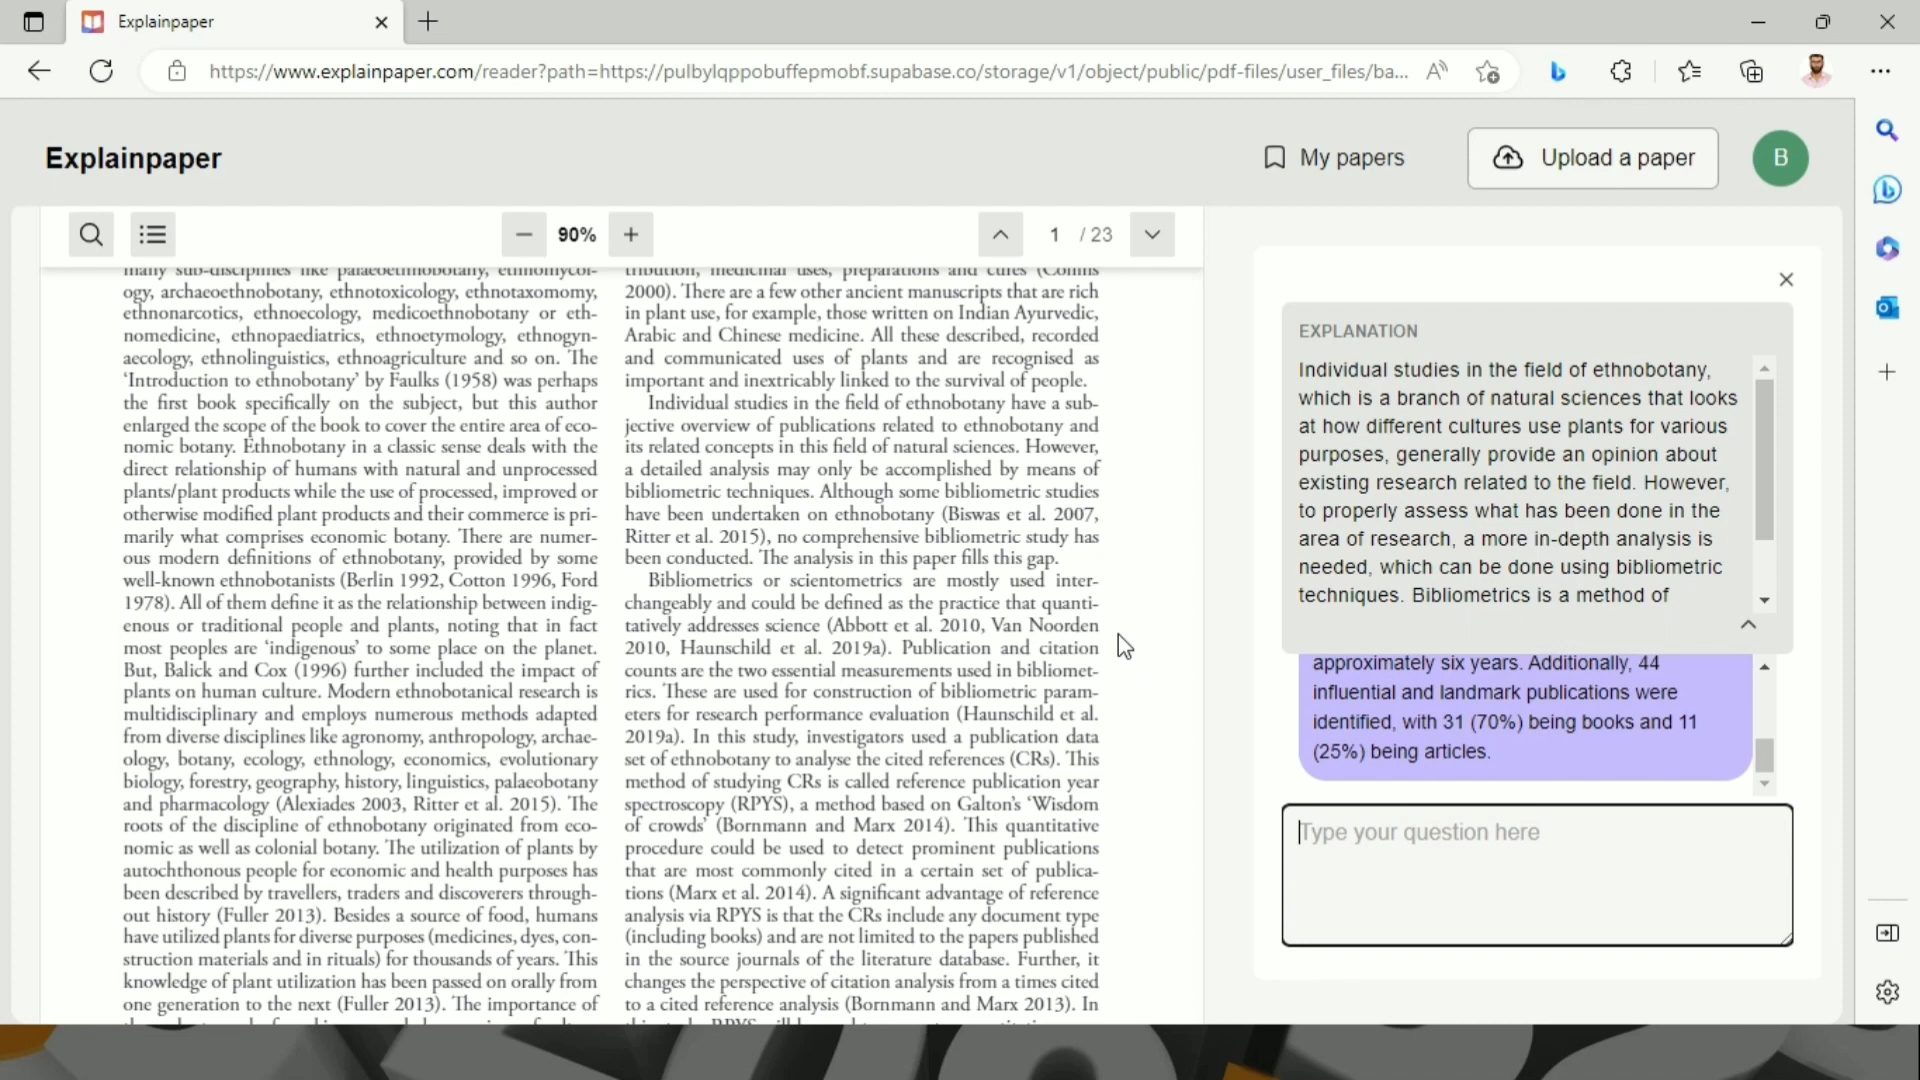 Explainpaper
https://www.explainpaper.com/reader?path=https://pulbylqppobuffepmobf.supabase.co/storage/v1/object/public/pdf-files/user_files/ba...
Explainpaper
My papers
Upload a paper
B
90%
1 / 23
many sub-disciplines like palaeoethnobotany, ethnomycol-
ogy, archaeoethnobotany, ethnotoxicology, ethnotaxomomy,
ethnonarcotics, ethnoecology, medicoethnobotany or eth-
nomedicine, ethnopaediatrics, ethnoetymology, ethnogyn-
aecology, ethnolinguistics, ethnoagriculture and so on. The
'Introduction to ethnobotany' by Faulks (1958) was perhaps
the first book specifically on the subject, but this author
enlarged the scope of the book to cover the entire area of eco-
nomic botany. Ethnobotany in a classic sense deals with the
direct relationship of humans with natural and unprocessed
plants/plant products while the use of processed, improved or
otherwise modified plant products and their commerce is pri-
marily what comprises economic botany. There are numer-
ous modern definitions of ethnobotany, provided by some
well-known ethnobotanists (Berlin 1992, Cotton 1996, Ford
1978). All of them define it as the relationship between indig-
enous or traditional people and plants, noting that in fact
most peoples are 'indigenous' to some place on the planet.
But, Balick and Cox (1996) further included the impact of
plants on human culture. Modern ethnobotanical research is
multidisciplinary and employs numerous methods adapted
from diverse disciplines like agronomy, anthropology, archae-
ology, botany, ecology, ethnology, economics, evolutionary
biology, forestry, geography, history, linguistics, palaeobotany
and pharmacology (Alexiades 2003, Ritter et al. 2015). The
roots of the discipline of ethnobotany originated from eco-
nomic as well as colonial botany. The utilization of plants by
autochthonous people for economic and health purposes has
been described by travellers, traders and discoverers through-
out history (Fuller 2013). Besides a source of food, humans
have utilized plants for diverse purposes (medicines, dyes, con-
struction materials and in rituals) for thousands of years. This
knowledge of plant utilization has been passed on orally from
one generation to the next (Fuller 2013). The importance of
tribution, medicinal uses, preparations and cures (Collins
2000). There are a few other ancient manuscripts that are rich
in plant use, for example, those written on Indian Ayurvedic,
Arabic and Chinese medicine. All these described, recorded
and communicated uses of plants and are recognised as
important and inextricably linked to the survival of people.
Individual studies in the field of ethnobotany have a sub-
jective overview of publications related to ethnobotany and
its related concepts in this field of natural sciences. However,
a detailed analysis may only be accomplished by means of
bibliometric techniques. Although some bibliometric studies
have been undertaken on ethnobotany (Biswas et al. 2007,
Ritter et al. 2015), no comprehensive bibliometric study has
been conducted. The analysis in this paper fills this gap.
Bibliometrics or scientometrics are mostly used inter-
changeably and could be defined as the practice that quanti-
tatively addresses science (Abbott et al. 2010, Van Noorden
2010, Haunschild et al. 2019a). Publication and citation
counts are the two essential measurements used in bibliomet-
rics. These are used for construction of bibliometric param-
eters for research performance evaluation (Haunschild et al.
2019a). In this study, investigators used a publication data
set of ethnobotany to analyse the cited references (CRs). This
method of studying CRs is called reference publication year
spectroscopy (RPYS), a method based on Galton's 'Wisdom
of crowds' (Bornmann and Marx 2014). This quantitative
procedure could be used to detect prominent publications
that are most commonly cited in a certain set of publica-
tions (Marx et al. 2014). A significant advantage of reference
analysis via RPYS is that the CRs include any document type
(including books) and are not limited to the papers published
in the source journals of the literature database. Further, it
changes the perspective of citation analysis from a times cited
to a cited reference analysis (Bornmann and Marx 2013). In
EXPLANATION
Individual studies in the field of ethnobotany,
which is a branch of natural sciences that looks
at how different cultures use plants for various
purposes, generally provide an opinion about
existing research related to the field. However,
to properly assess what has been done in the
area of research, a more in-depth analysis is
needed, which can be done using bibliometric
techniques. Bibliometrics is a method of
approximately six years. Additionally, 44
influential and landmark publications were
identified, with 31 (70%) being books and 11
(25%) being articles.
Type your question here